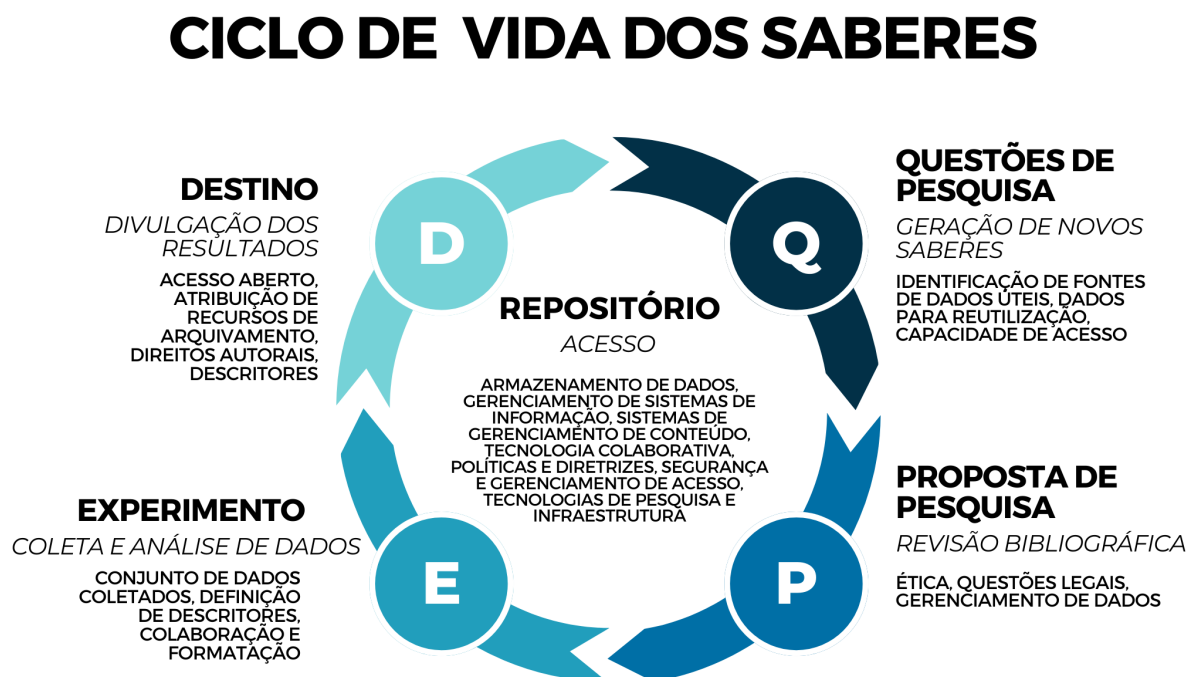 CICLO DE VIDA DOS SABERES
DESTINO
DIVULGAÇÃO DOS
RESULTADOS
ACESSO ABERTO,
ATRIBUIÇÃO DE
RECURSOS DE
ARQUIVAMENTO,
DIREITOS AUTORAIS,
DESCRITORES
D
Q
QUESTÕES DE
PESQUISA
GERAÇÃO DE NOVOS
SABERES
IDENTIFICAÇÃO DE FONTES
DE DADOS ÚTEIS, DADOS
PARA REUTILIZAÇÃO,
CAPACIDADE DE ACESSO
REPOSITÓRIO
ACESSO
ARMAZENAMENTO DE DADOS,
GERENCIAMENTO DE SISTEMAS DE
INFORMAÇÃO, SISTEMAS DE
GERENCIAMENTO DE CONTEÚDO,
TECNOLOGIA COLABORATIVA,
POLÍTICAS E DIRETRIZES, SEGURANÇA
E GERENCIAMENTO DE ACESSO,
TECNOLOGIAS DE PESQUISA E
INFRAESTRUTURA
EXPERIMENTO
COLETA E ANÁLISE DE DADOS
CONJUNTO DE DADOS
COLETADOS, DEFINIÇÃO
DE DESCRITORES,
COLABORAÇÃO E
FORMATAÇÃO
E
P
PROPOSTA DE
PESQUISA
REVISÃO BIBLIOGRÁFICA
ÉTICA, QUESTÕES LEGAIS,
GERENCIAMENTO DE DADOS